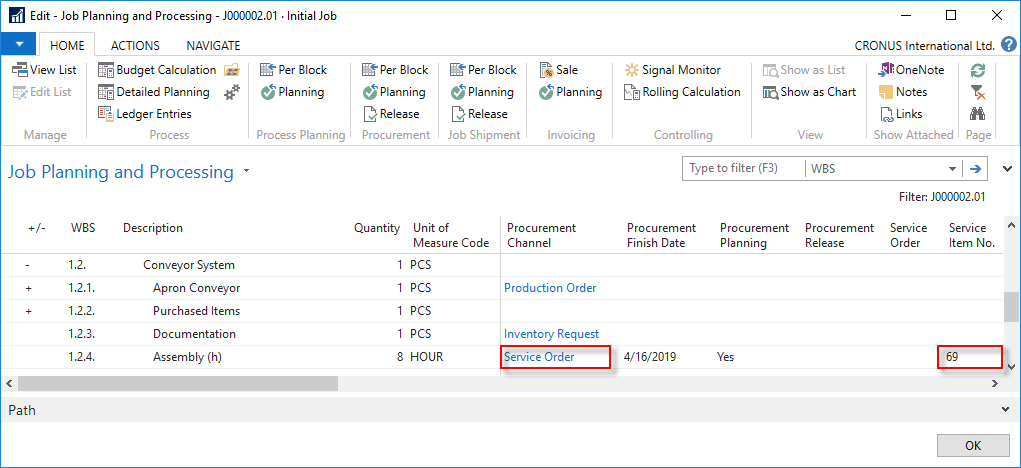 Edit - Job Planning and Processing - J000002.01 · Initial Job
HOME ACTIONS NAVIGATE CRONUS International Ltd. ?
View List Budget Calculation Per Block Per Block Per Block Sale Signal Monitor Show as List OneNote
Edit List Detailed Planning Planning Planning Planning Planning Rolling Calculation Show as Chart Notes
Ledger Entries Release Release Links
Manage Process Process Planning Procurement Job Shipment Invoicing Controlling View Show Attached Page
Job Planning and Processing Type to filter (F3) WBS
Filter: J000002.01
+/- WBS Description Quantity Unit of Measure Code Procurement Channel Procurement Finish Date Procurement Planning Procurement Release Service Order Service Item No.
- 1.2. Conveyor System 1 PCS
+ 1.2.1. Apron Conveyor 1 PCS Production Order
+ 1.2.2. Purchased Items 1 PCS
1.2.3. Documentation 1 PCS Inventory Request
1.2.4. Assembly (h) 8 HOUR Service Order 4/16/2019 Yes 69
Path
OK